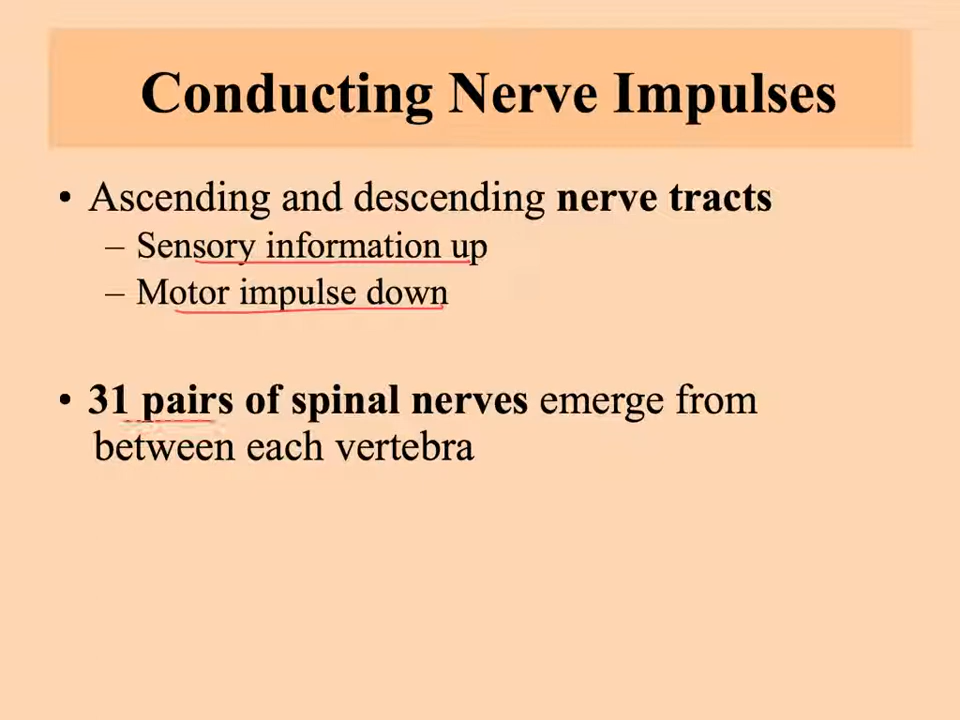 Conducting Nerve Impulses
• Ascending and descending nerve tracts
– Sensory information up
– Motor impulse down
• 31 pairs of spinal nerves emerge from
between each vertebra